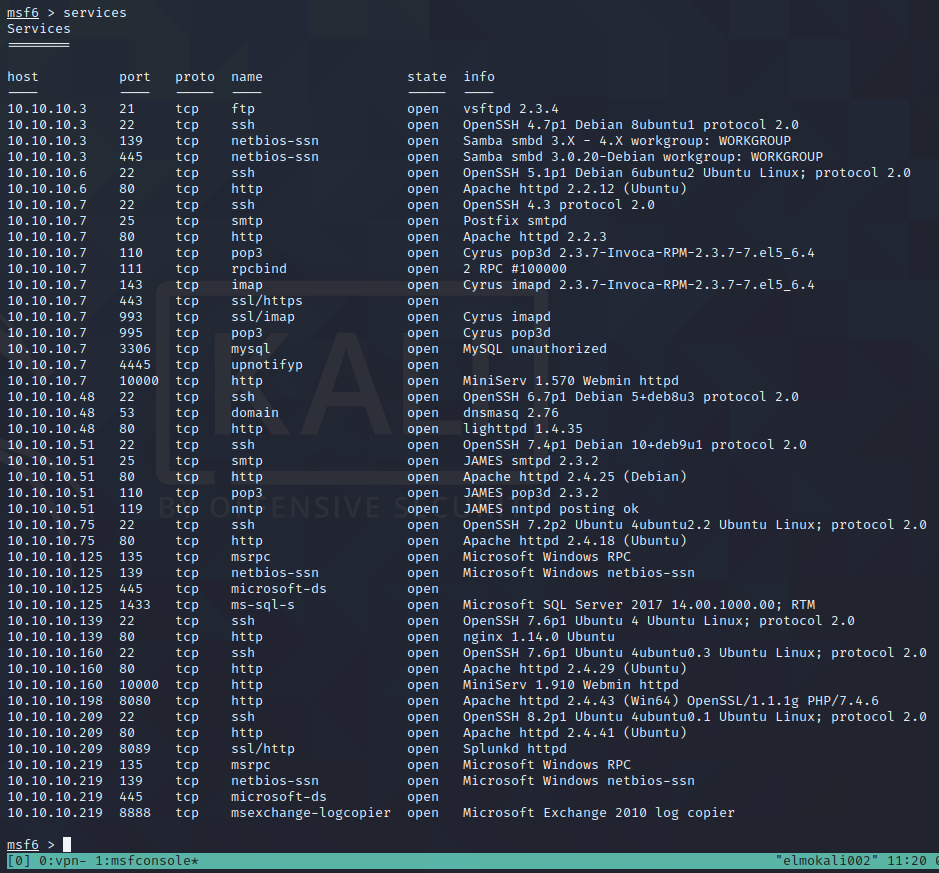 msf6 > services
Services
========
host port proto name state info
---- ---- ----- ---- ----- ----
10.10.10.3 21 tcp ftp open vsftpd 2.3.4
10.10.10.3 22 tcp ssh open OpenSSH 4.7p1 Debian 8ubuntu1 protocol 2.0
10.10.10.3 139 tcp netbios-ssn open Samba smbd 3.X - 4.X workgroup: WORKGROUP
10.10.10.3 445 tcp netbios-ssn open Samba smbd 3.0.20-Debian workgroup: WORKGROUP
10.10.10.6 22 tcp ssh open OpenSSH 5.1p1 Debian 6ubuntu2 Ubuntu Linux; protocol 2.0
10.10.10.6 80 tcp http open Apache httpd 2.2.12 (Ubuntu)
10.10.10.7 22 tcp ssh open OpenSSH 4.3 protocol 2.0
10.10.10.7 25 tcp smtp open Postfix smtpd
10.10.10.7 80 tcp http open Apache httpd 2.2.3
10.10.10.7 110 tcp pop3 open Cyrus pop3d 2.3.7-Invoca-RPM-2.3.7-7.el5_6.4
10.10.10.7 111 tcp rpcbind open 2 RPC #100000
10.10.10.7 143 tcp imap open Cyrus imapd 2.3.7-Invoca-RPM-2.3.7-7.el5_6.4
10.10.10.7 443 tcp ssl/https open
10.10.10.7 993 tcp ssl/imap open Cyrus imapd
10.10.10.7 995 tcp pop3 open Cyrus pop3d
10.10.10.7 3306 tcp mysql open MySQL unauthorized
10.10.10.7 4445 tcp upnotifyp open
10.10.10.7 10000 tcp http open MiniServ 1.570 Webmin httpd
10.10.10.48 22 tcp ssh open OpenSSH 6.7p1 Debian 5+deb8u3 protocol 2.0
10.10.10.48 53 tcp domain open dnsmasq 2.76
10.10.10.48 80 tcp http open lighttpd 1.4.35
10.10.10.51 22 tcp ssh open OpenSSH 7.4p1 Debian 10+deb9u1 protocol 2.0
10.10.10.51 25 tcp smtp open JAMES smtpd 2.3.2
10.10.10.51 80 tcp http open Apache httpd 2.4.25 (Debian)
10.10.10.51 110 tcp pop3 open JAMES pop3d 2.3.2
10.10.10.51 119 tcp nntp open JAMES nntpd posting ok
10.10.10.75 22 tcp ssh open OpenSSH 7.2p2 Ubuntu 4ubuntu2.2 Ubuntu Linux; protocol 2.0
10.10.10.75 80 tcp http open Apache httpd 2.4.18 (Ubuntu)
10.10.10.125 135 tcp msrpc open Microsoft Windows RPC
10.10.10.125 139 tcp netbios-ssn open Microsoft Windows netbios-ssn
10.10.10.125 445 tcp microsoft-ds open
10.10.10.125 1433 tcp ms-sql-s open Microsoft SQL Server 2017 14.00.1000.00; RTM
10.10.10.139 22 tcp ssh open OpenSSH 7.6p1 Ubuntu 4 Ubuntu Linux; protocol 2.0
10.10.10.139 80 tcp http open nginx 1.14.0 Ubuntu
10.10.10.160 22 tcp ssh open OpenSSH 7.6p1 Ubuntu 4ubuntu0.3 Ubuntu Linux; protocol 2.0
10.10.10.160 80 tcp http open Apache httpd 2.4.29 (Ubuntu)
10.10.10.160 10000 tcp http open MiniServ 1.910 Webmin httpd
10.10.10.198 8080 tcp http open Apache httpd 2.4.43 (Win64) OpenSSL/1.1.1g PHP/7.4.6
10.10.10.209 22 tcp ssh open OpenSSH 8.2p1 Ubuntu 4ubuntu0.1 Ubuntu Linux; protocol 2.0
10.10.10.209 80 tcp http open Apache httpd 2.4.41 (Ubuntu)
10.10.10.209 8089 tcp ssl/http open Splunkd httpd
10.10.10.219 135 tcp msrpc open Microsoft Windows RPC
10.10.10.219 139 tcp netbios-ssn open Microsoft Windows netbios-ssn
10.10.10.219 445 tcp microsoft-ds open
10.10.10.219 8888 tcp msexchange-logcopier open Microsoft Exchange 2010 log copier
msf6 >
[0] 0:vpn- 1:msfconsole* "elmokali002" 11:20 0
KALI
BY OFFENSIVE SECURITY